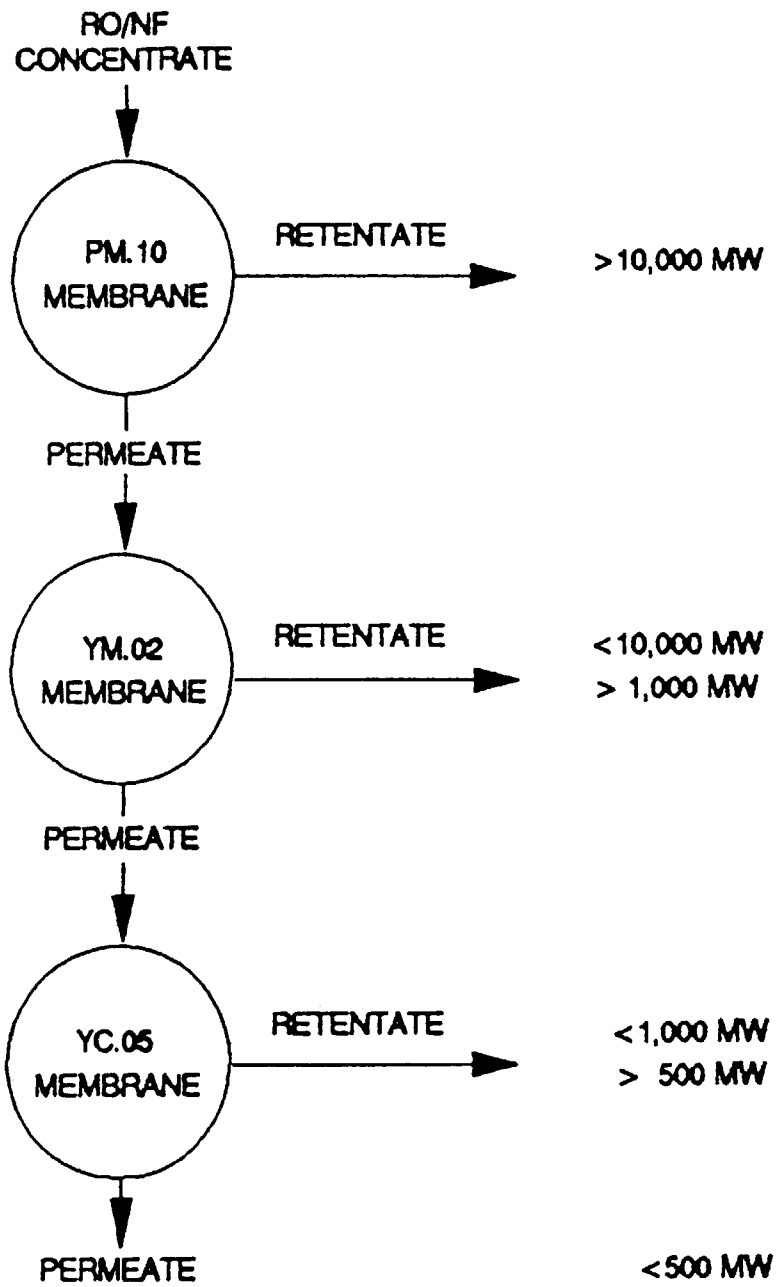 RO/NF
CONCENTRATE
PM.10
MEMBRANE
RETENTATE
>10,000 MW
PERMEATE
YM.02
MEMBRANE
RETENTATE
<10,000 MW
> 1,000 MW
PERMEATE
YC.05
MEMBRANE
RETENTATE
<1,000 MW
> 500 MW
PERMEATE
<500 MW